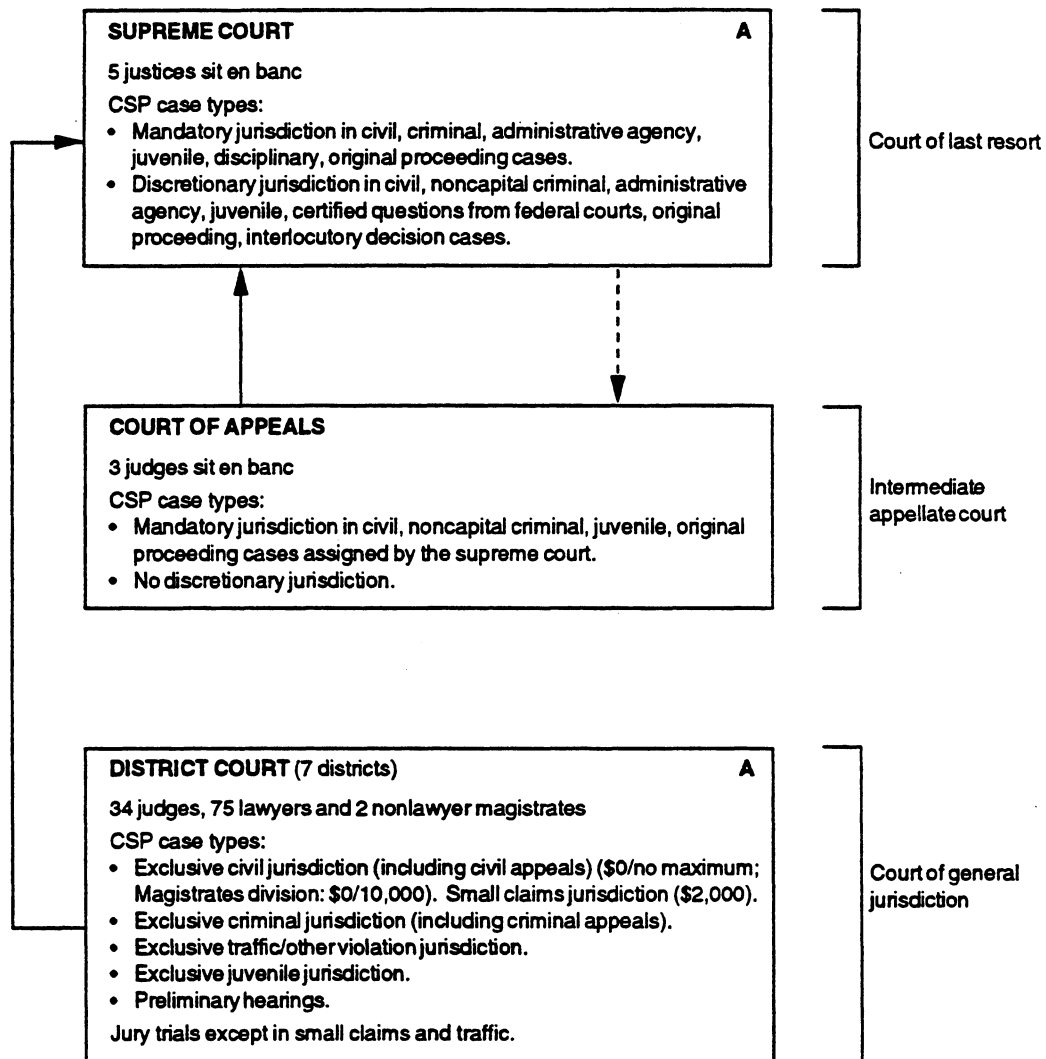 SUPREME COURT A
5 justices sit en banc
CSP case types:
• Mandatory jurisdiction in civil, criminal, administrative agency,
juvenile, disciplinary, original proceeding cases.
• Discretionary jurisdiction in civil, noncapital criminal, administrative
agency, juvenile, certified questions from federal courts, original
proceeding, interlocutory decision cases.
Court of last resort
COURT OF APPEALS
3 judges sit en banc
CSP case types:
• Mandatory jurisdiction in civil, noncapital criminal, juvenile, original
proceeding cases assigned by the supreme court.
• No discretionary jurisdiction.
Intermediate
appellate court
DISTRICT COURT (7 districts) A
34 judges, 75 lawyers and 2 nonlawyer magistrates
CSP case types:
• Exclusive civil jurisdiction (including civil appeals) ($0/no maximum;
Magistrates division: $0/10,000). Small claims jurisdiction ($2,000).
• Exclusive criminal jurisdiction (including criminal appeals).
• Exclusive traffic/other violation jurisdiction.
• Exclusive juvenile jurisdiction.
• Preliminary hearings.
Jury trials except in small claims and traffic.
Court of general
jurisdiction